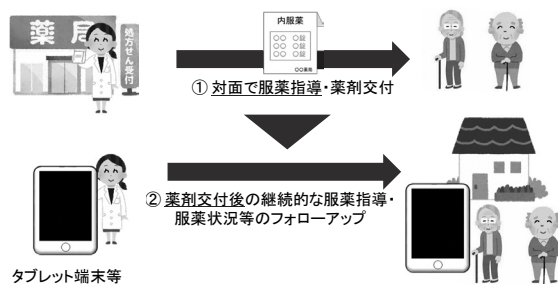 薬局
処方せん受付
内服薬
○○ ○錠
○○ ○錠
○○ ○錠
○○薬局
① 対面で服薬指導・薬剤交付
② 薬剤交付後の継続的な服薬指導・
服薬状況等のフォローアップ
タブレット端末等